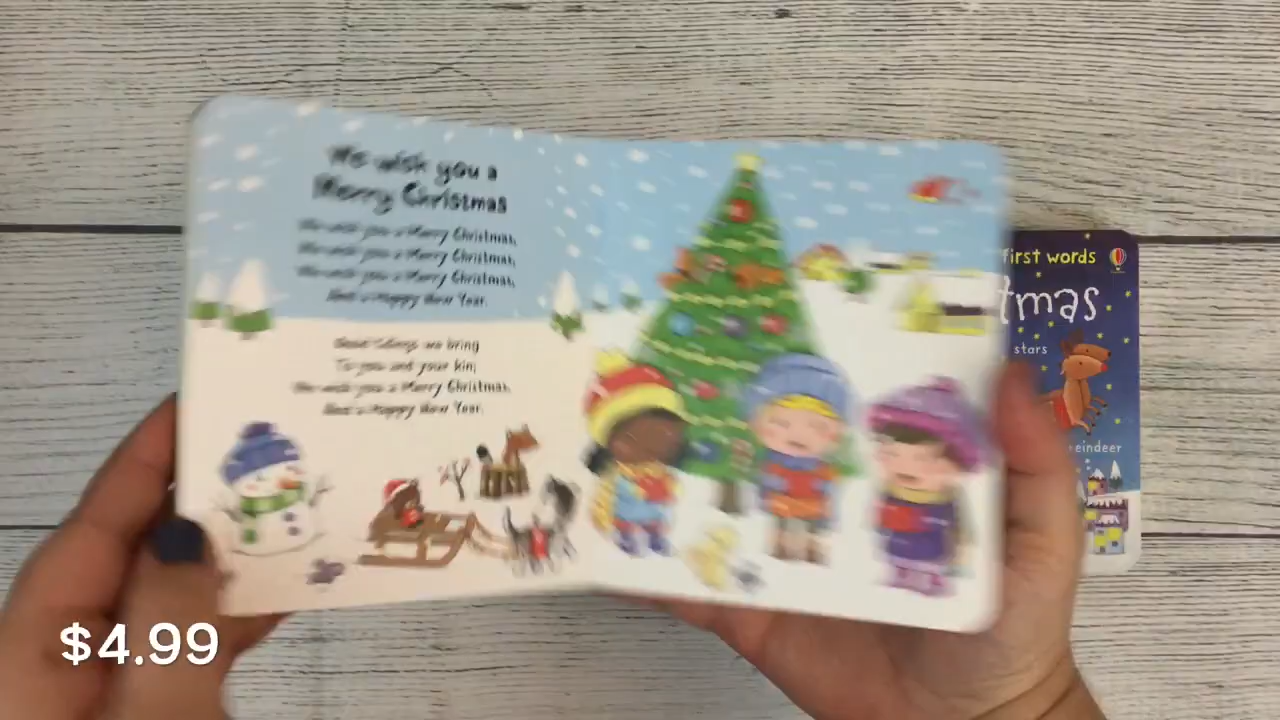 We wish you a
Merry Christmas
We wish you a Merry Christmas,
We wish you a Merry Christmas,
We wish you a Merry Christmas,
And a Happy New Year.
Good tidings we bring
To you and your kin;
We wish you a Merry Christmas,
And a Happy New Year.
first words
tmas
stars
eindeer
$4.99